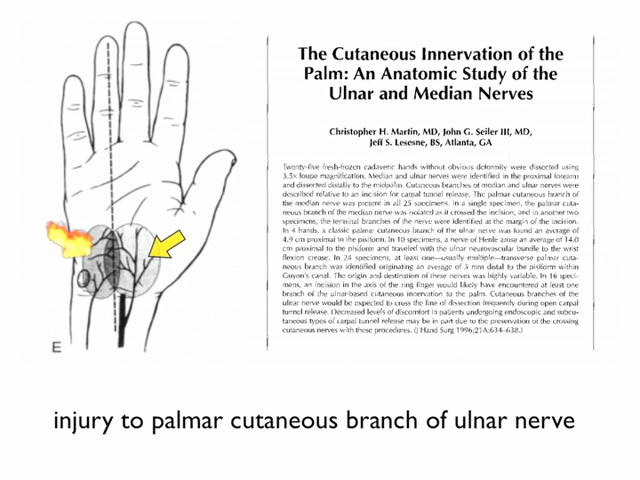 The Cutaneous Innervation of the
Palm: An Anatomic Study of the
Ulnar and Median Nerves
Christopher H. Martin, MD, John G. Seiler III, MD,
Jeff S. Lesesne, BS, Atlanta, GA
Twenty-five fresh-frozen cadaveric hands without obvious deformity were dissected using
3.5× loupe magnification. Median and ulnar nerves were identified in the proximal forearm
and dissected distally to the midpalm. Cutaneous branches of median and ulnar nerves were
described relative to an incision for carpal tunnel release. The palmar cutaneous branch of
the median nerve was present in all 25 specimens. In a single specimen, the palmar cuta-
neous branch of the median nerve was isolated as it crossed the incision, and in another two
specimens, the terminal branches of the nerve were identified at the margin of the incision.
In 4 hands, a classic palmar cutaneous branch of the ulnar nerve was found an average of
4.9 cm proximal to the pisiform. In 10 specimens, a nerve of Henle arose an average of 14.0
cm proximal to the pisiform and traveled with the ulnar neurovascular bundle to the wrist
flexion crease. In 24 specimens, at least one—usually multiple—transverse palmar cuta-
neous branch was identified originating an average of 3 mm distal to the pisiform within
Guyon's canal. The origin and destination of these nerves was highly variable. In 16 speci-
mens, an incision in the axis of the ring finger would likely have encountered at least one
branch of the ulnar-based cutaneous innervation to the palm. Cutaneous branches of the
ulnar nerve would be expected to cross the line of dissection frequently during open carpal
tunnel release. Decreased levels of discomfort in patients undergoing endoscopic and subcu-
taneous types of carpal tunnel release may be in part due to the preservation of the crossing
cutaneous nerves with these procedures. (J Hand Surg 1996;21A:634–638.)
E
injury to palmar cutaneous branch of ulnar nerve